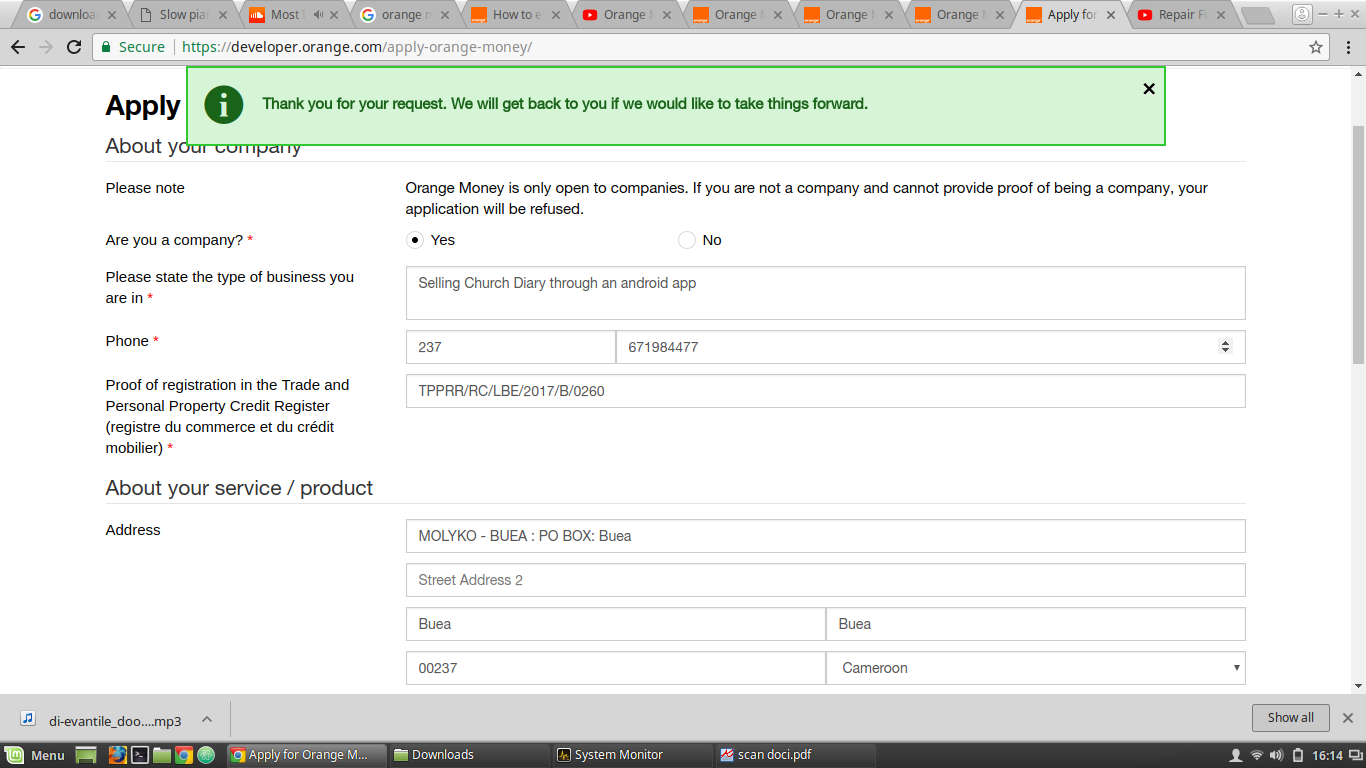 downloa
Slow pian
Most
orange m
How to e
Orange M
Orange M
Orange M
Orange M
Apply for
Repair Fi
Secure
https://developer.orange.com/apply-orange-money/
Thank you for your request. We will get back to you if we would like to take things forward.
Apply
About your company
Please note
Orange Money is only open to companies. If you are not a company and cannot provide proof of being a company, your
application will be refused.
Are you a company? *
Yes
No
Please state the type of business you
are in *
Selling Church Diary through an android app
Phone *
237
671984477
Proof of registration in the Trade and
Personal Property Credit Register
(registre du commerce et du crédit
mobilier) *
TPPRR/RC/LBE/2017/B/0260
About your service / product
Address
MOLYKO - BUEA : PO BOX: Buea
Street Address 2
Buea
Buea
00237
Cameroon
di-evantile_doo....mp3
Show all
Menu
Apply for Orange M...
Downloads
System Monitor
scan doci.pdf
16:14